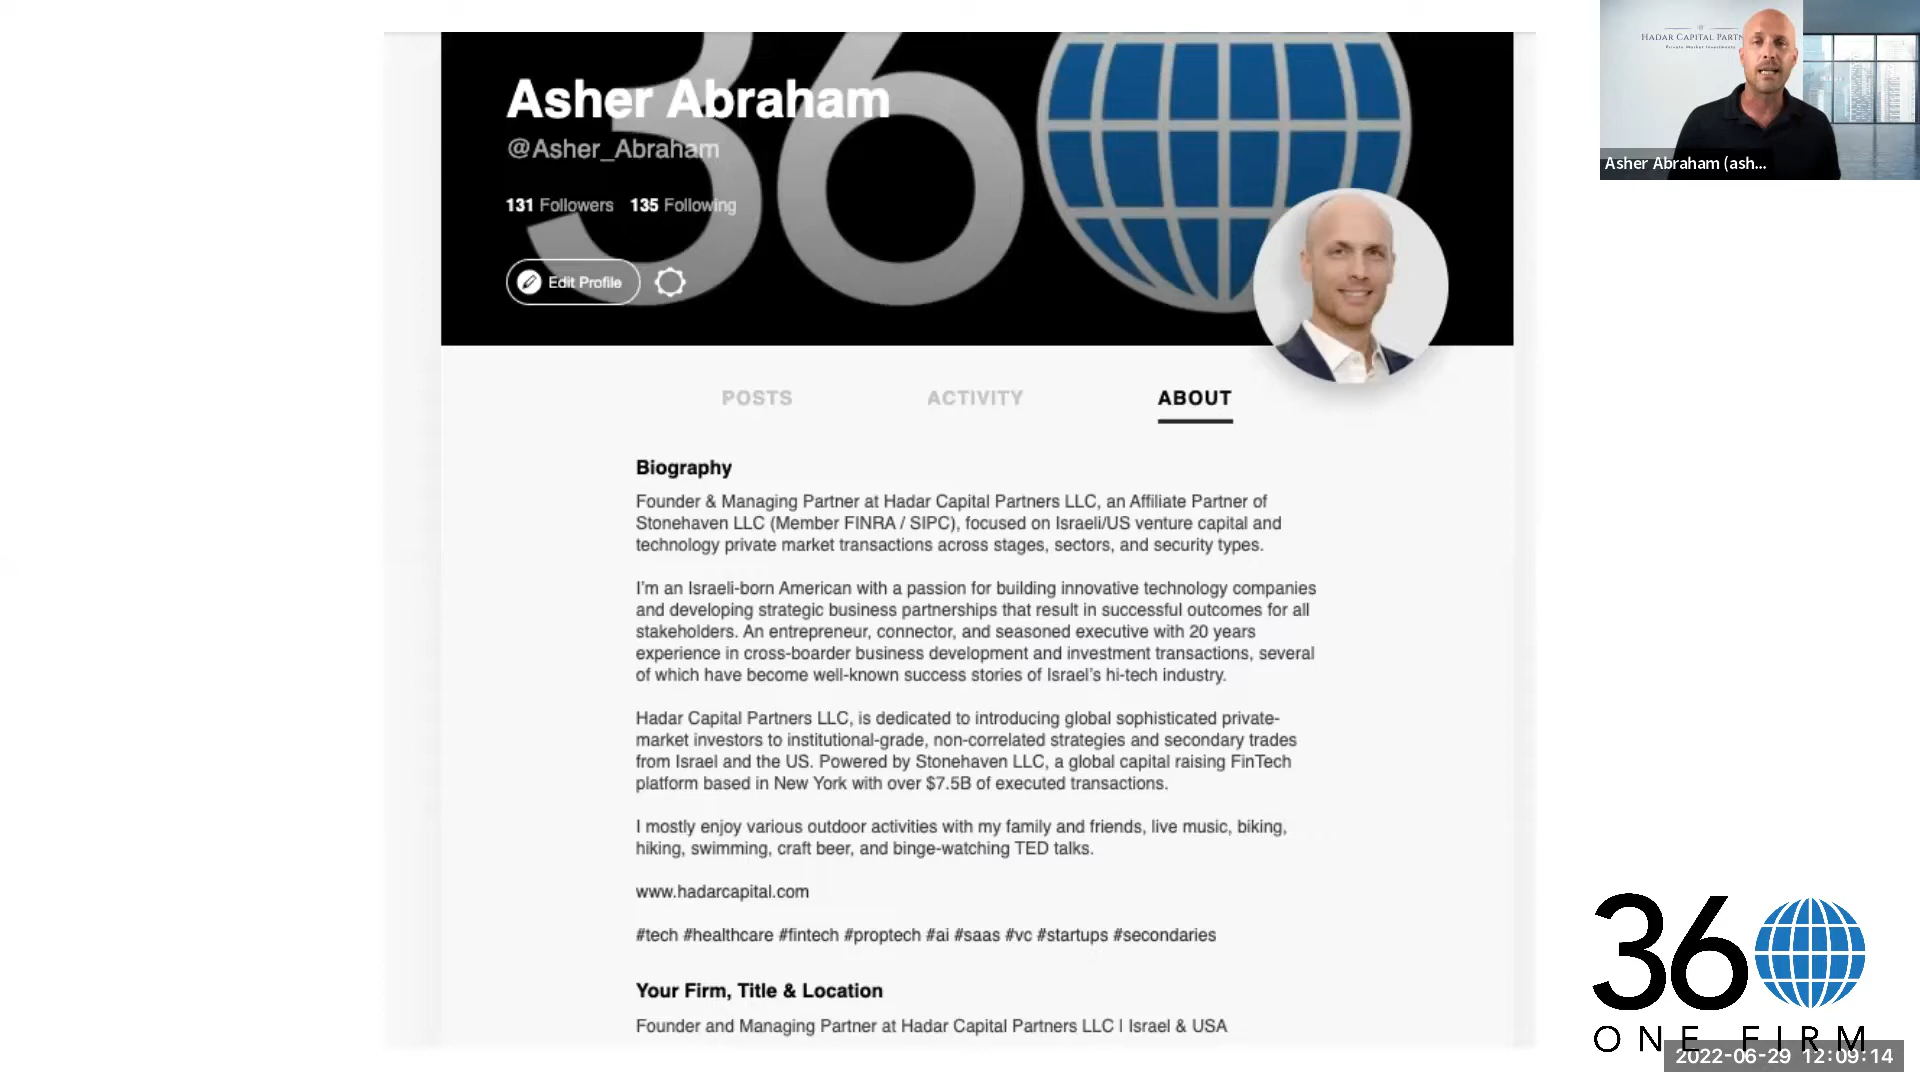 360
Asher Abraham
@Asher_Abraham
131 Followers 135 Following
Edit Profile
POSTS ACTIVITY ABOUT
Biography
Founder & Managing Partner at Hadar Capital Partners LLC, an Affiliate Partner of
Stonehaven LLC (Member FINRA / SIPC), focused on Israeli/US venture capital and
technology private market transactions across stages, sectors, and security types.
I'm an Israeli-born American with a passion for building innovative technology companies
and developing strategic business partnerships that result in successful outcomes for all
stakeholders. An entrepreneur, connector, and seasoned executive with 20 years
experience in cross-boarder business development and investment transactions, several
of which have become well-known success stories of Israel's hi-tech industry.
Hadar Capital Partners LLC, is dedicated to introducing global sophisticated private-
market investors to institutional-grade, non-correlated strategies and secondary trades
from Israel and the US. Powered by Stonehaven LLC, a global capital raising FinTech
platform based in New York with over $7.5B of executed transactions.
I mostly enjoy various outdoor activities with my family and friends, live music, biking,
hiking, swimming, craft beer, and binge-watching TED talks.
www.hadarcapital.com
#tech #healthcare #fintech #proptech #ai #saas #vc #startups #secondaries
Your Firm, Title & Location
Founder and Managing Partner at Hadar Capital Partners LLC | Israel & USA
HADAR CAPITAL PARTN
Private Market Investments
Asher Abraham (ash...
360
ONE FIRM
2022-06-29 12:09:14